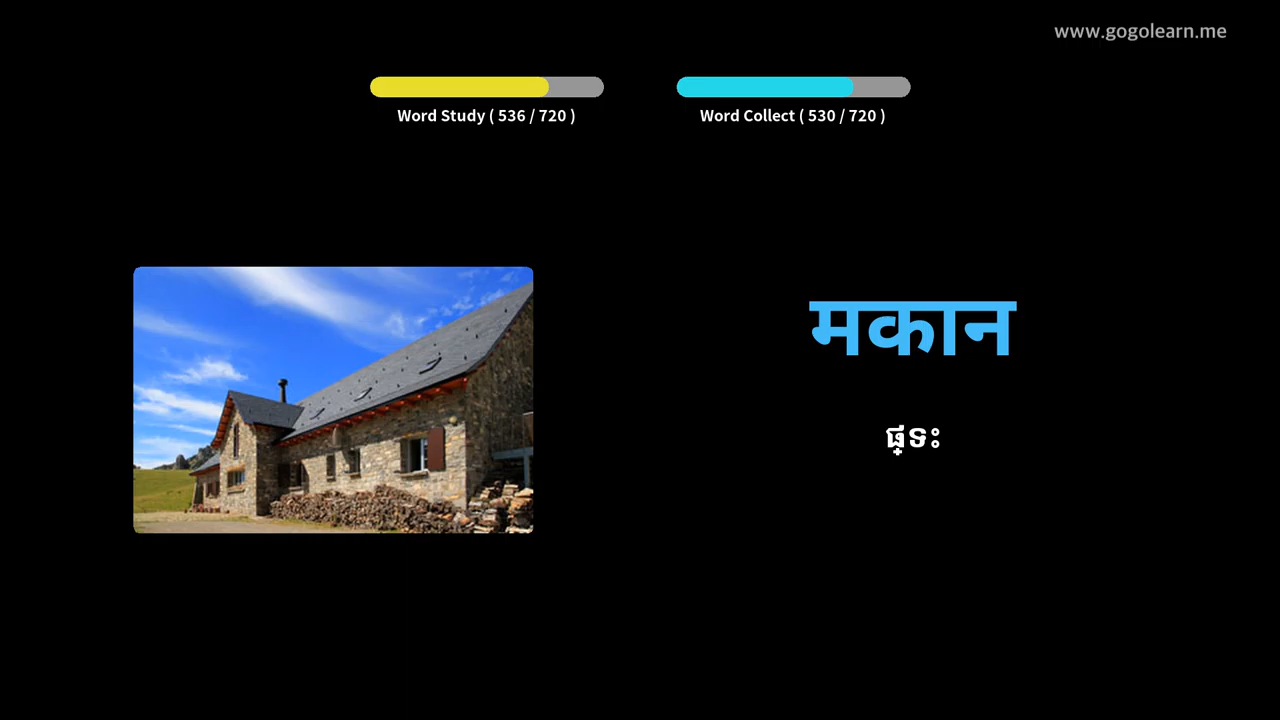 www.gogolearn.me
Word Study ( 536 / 720 )
Word Collect ( 530 / 720 )
मकान
ផ្ទះ